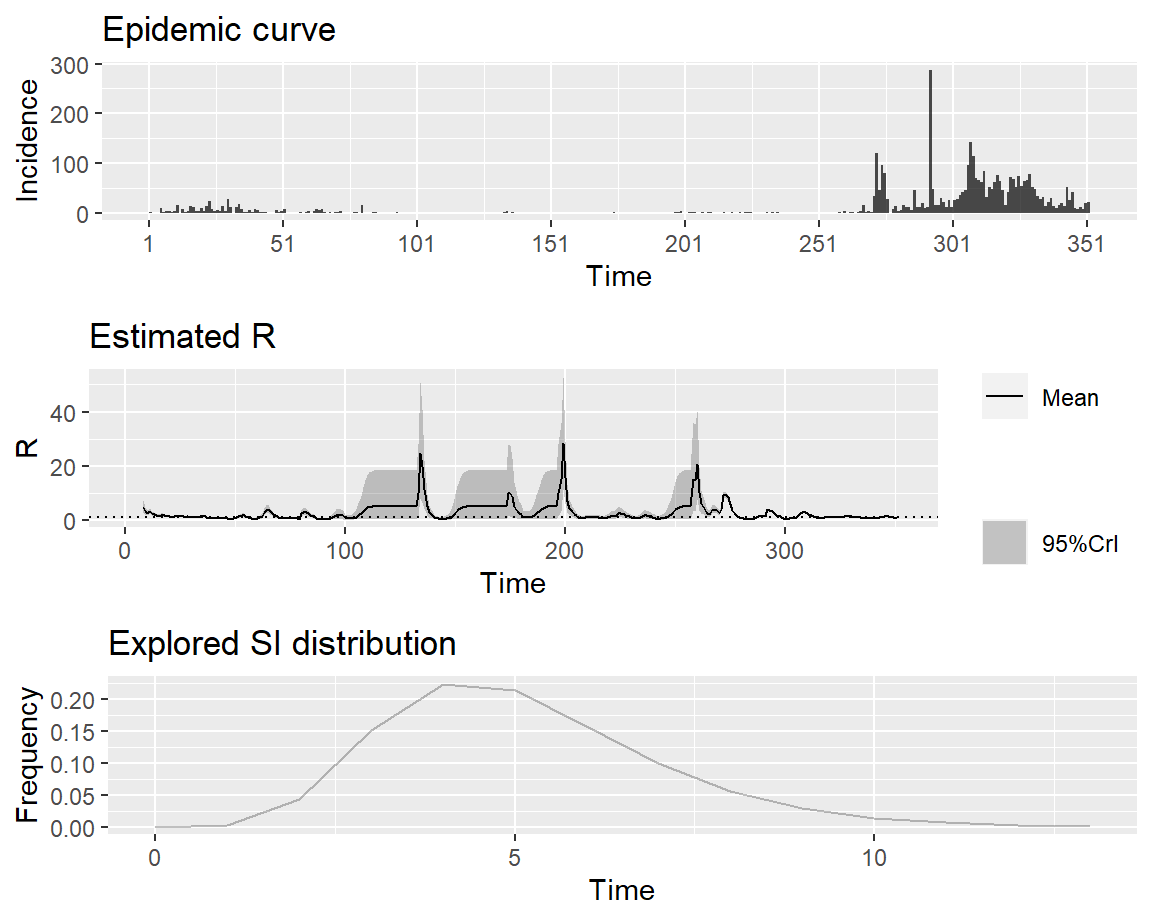 Epidemic curve
300
200
100
0
Incidence
1 51 101 151 201 251 301 351
Time
Estimated R
40
20
0
R
0 100 200 300
Time
Mean
95%CrI
Explored SI distribution
0.20
0.15
0.10
0.05
0.00
Frequency
0 5 10
Time